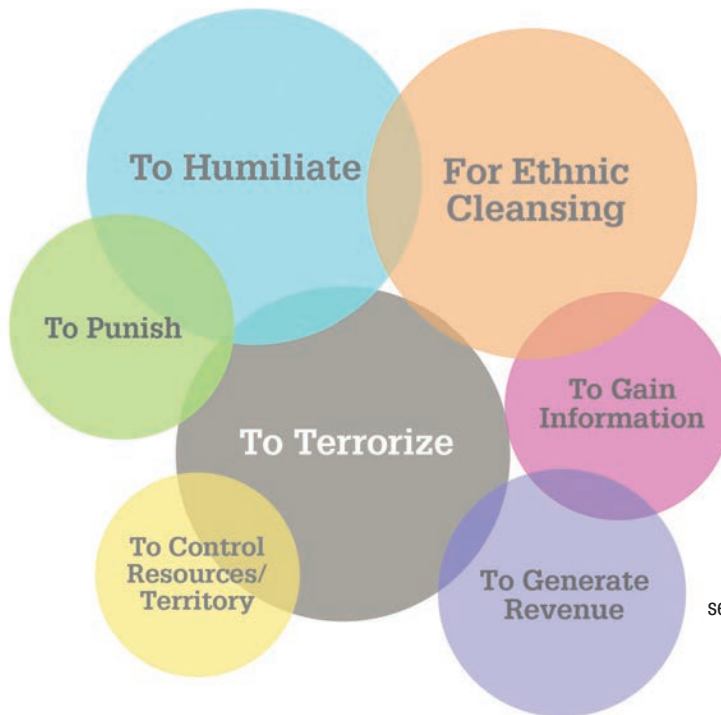 To Humiliate
For Ethnic
Cleansing
To Punish
To Gain
Information
To Terrorize
To Control
Resources/
Territory
To Generate
Revenue
se